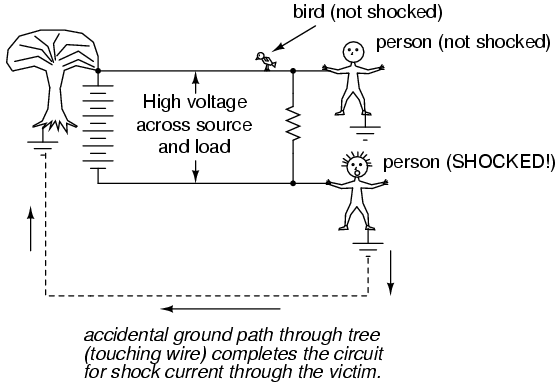 bird (not shocked)
person (not shocked)
High voltage
across source
and load
person (SHOCKED!)
accidental ground path through tree
(touching wire) completes the circuit
for shock current through the victim.